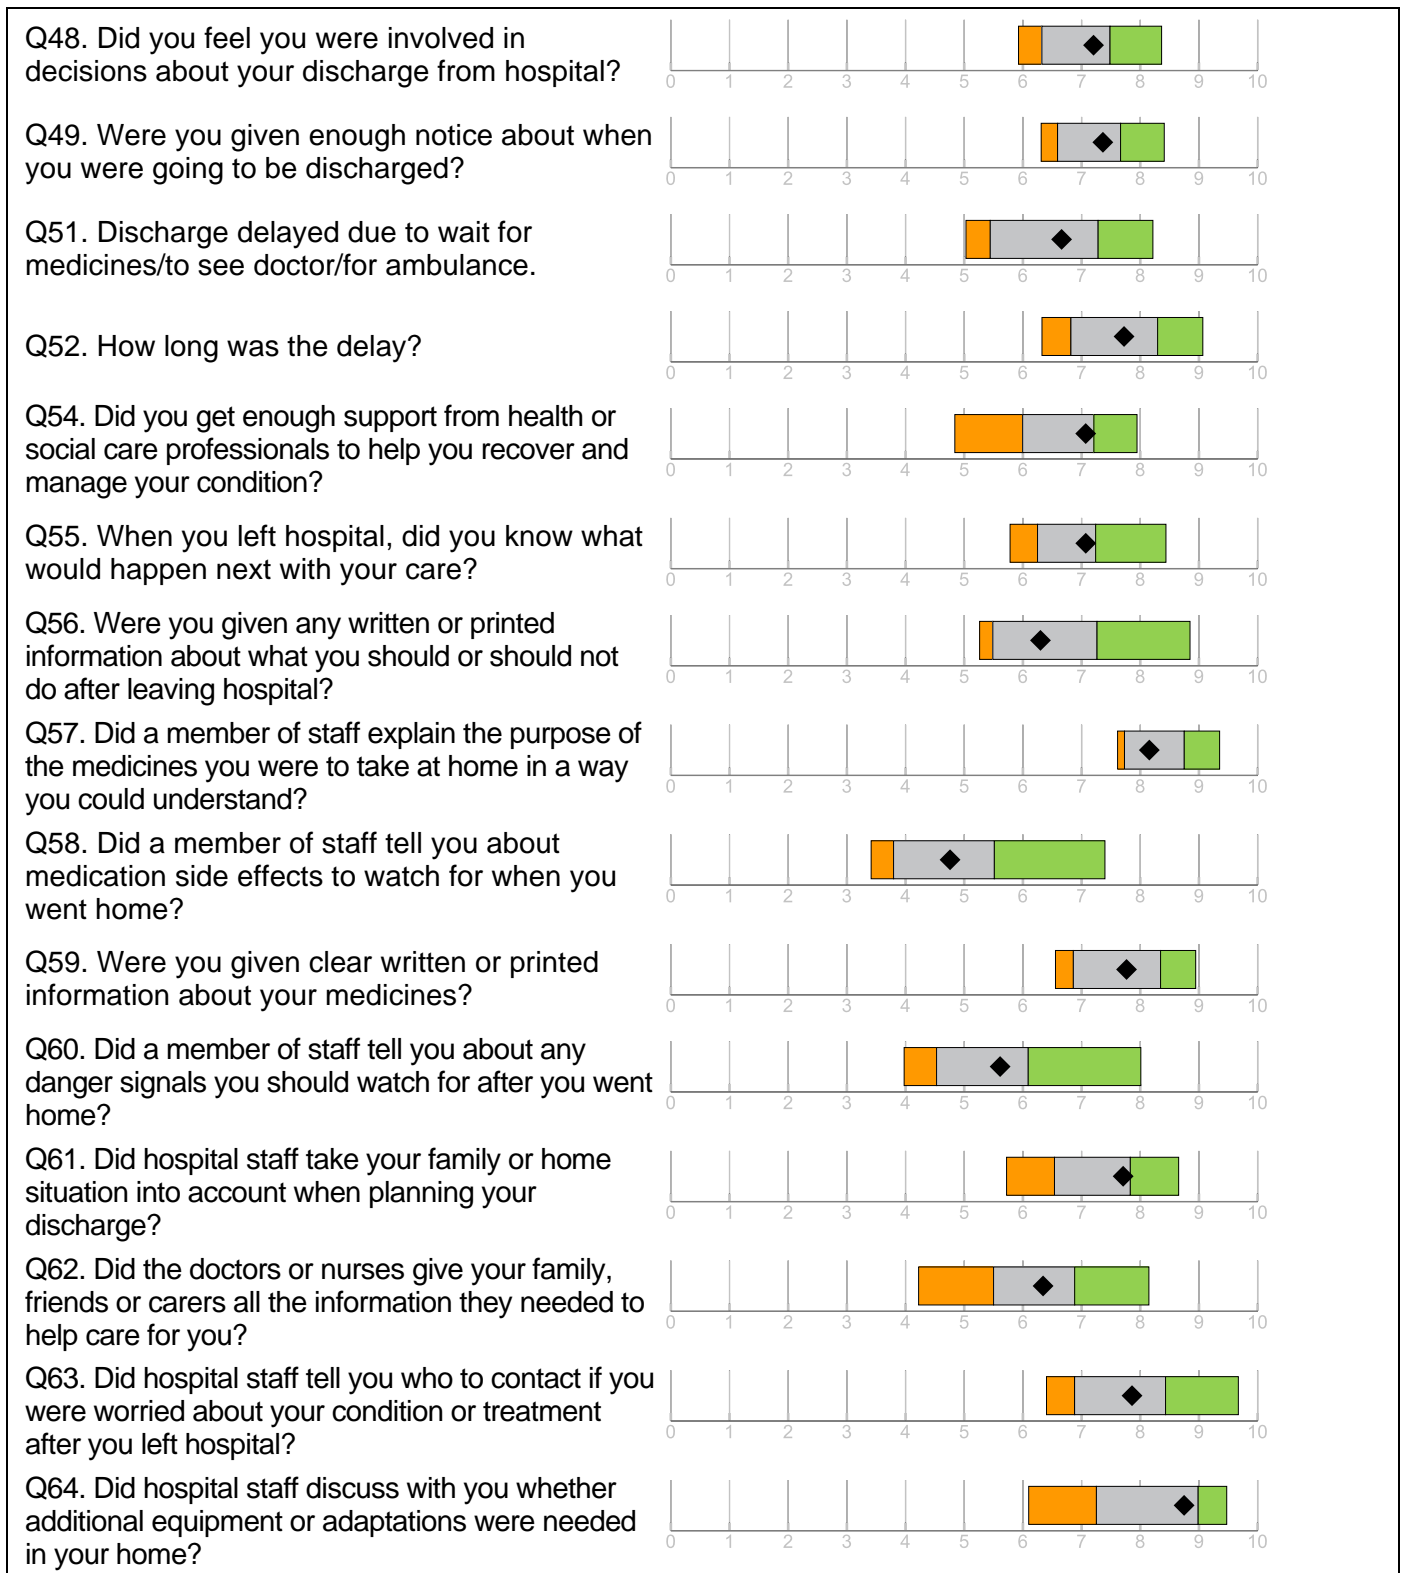 Q48. Did you feel you were involved in
decisions about your discharge from hospital?
0 1 2 3 4 5 6 7 8 9 10
Q49. Were you given enough notice about when
you were going to be discharged?
0 1 2 3 4 5 6 7 8 9 10
Q51. Discharge delayed due to wait for
medicines/to see doctor/for ambulance.
0 1 2 3 4 5 6 7 8 9 10
Q52. How long was the delay?
0 1 2 3 4 5 6 7 8 9 10
Q54. Did you get enough support from health or
social care professionals to help you recover and
manage your condition?
0 1 2 3 4 5 6 7 8 9 10
Q55. When you left hospital, did you know what
would happen next with your care?
0 1 2 3 4 5 6 7 8 9 10
Q56. Were you given any written or printed
information about what you should or should not
do after leaving hospital?
0 1 2 3 4 5 6 7 8 9 10
Q57. Did a member of staff explain the purpose of
the medicines you were to take at home in a way
you could understand?
0 1 2 3 4 5 6 7 8 9 10
Q58. Did a member of staff tell you about
medication side effects to watch for when you
went home?
0 1 2 3 4 5 6 7 8 9 10
Q59. Were you given clear written or printed
information about your medicines?
0 1 2 3 4 5 6 7 8 9 10
Q60. Did a member of staff tell you about any
danger signals you should watch for after you went
home?
0 1 2 3 4 5 6 7 8 9 10
Q61. Did hospital staff take your family or home
situation into account when planning your
discharge?
0 1 2 3 4 5 6 7 8 9 10
Q62. Did the doctors or nurses give your family,
friends or carers all the information they needed to
help care for you?
0 1 2 3 4 5 6 7 8 9 10
Q63. Did hospital staff tell you who to contact if you
were worried about your condition or treatment
after you left hospital?
0 1 2 3 4 5 6 7 8 9 10
Q64. Did hospital staff discuss with you whether
additional equipment or adaptations were needed
in your home?
0 1 2 3 4 5 6 7 8 9 10